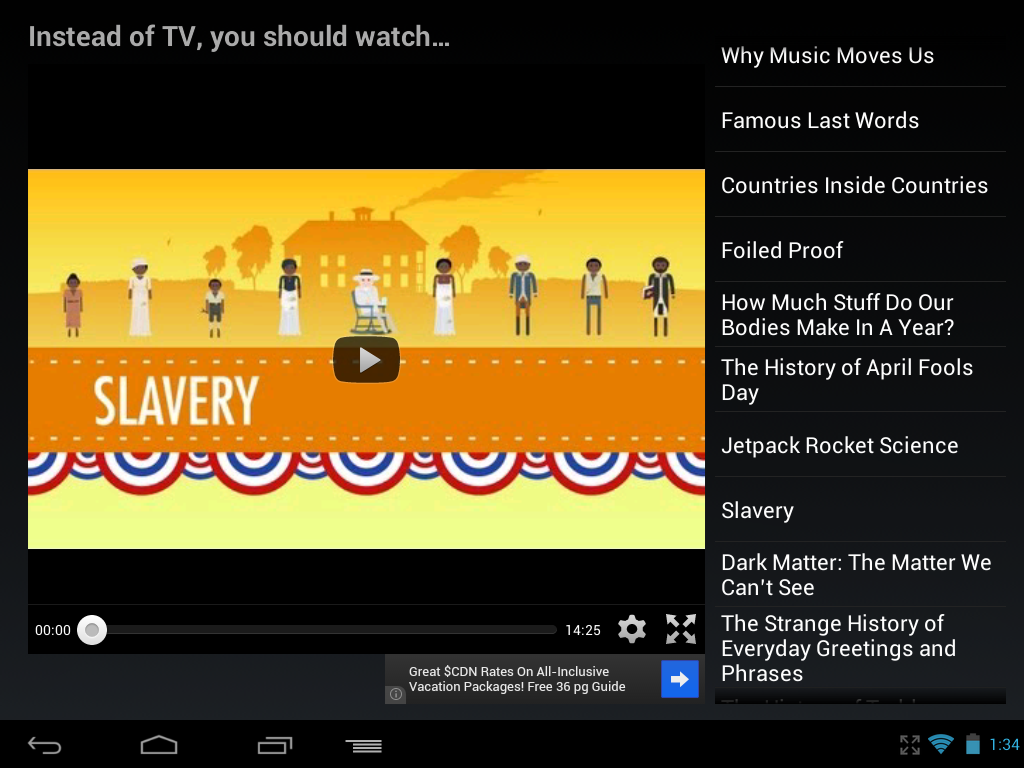 Instead of TV, you should watch…
SLAVERY
00:00
14:25
Great $CDN Rates On All-Inclusive
Vacation Packages! Free 36 pg Guide
Why Music Moves Us
Famous Last Words
Countries Inside Countries
Foiled Proof
How Much Stuff Do Our
Bodies Make In A Year?
The History of April Fools
Day
Jetpack Rocket Science
Slavery
Dark Matter: The Matter We
Can't See
The Strange History of
Everyday Greetings and
Phrases
1:34